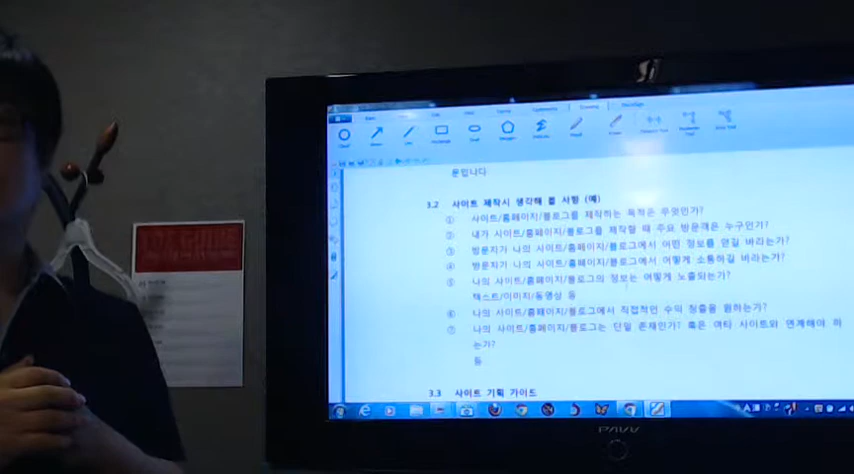 문입니다
3.2 사이트 제작시 생각해 볼 사항 (예)
① 사이트/홈페이지/블로그를 제작하는 목적은 무엇인가?
② 내가 사이트/홈페이지/블로그를 제작할 때 주요 방문객은 누구인가?
③ 방문자가 나의 사이트/홈페이지/블로그에서 어떤 정보를 얻길 바라는가?
④ 방문자가 나의 사이트/홈페이지/블로그에서 어떻게 소통하길 바라는가?
⑤ 나의 사이트/홈페이지/블로그의 정보는 어떻게 노출되는가?
텍스트/이미지/동영상 등
⑥ 나의 사이트/홈페이지/블로그에서 직접적인 수익 창출을 원하는가?
⑦ 나의 사이트/홈페이지/블로그는 단일 존재인가? 혹은 여타 사이트와 연계해야 하
는가?
등
3.3 사이트 기획 가이드
PAVV